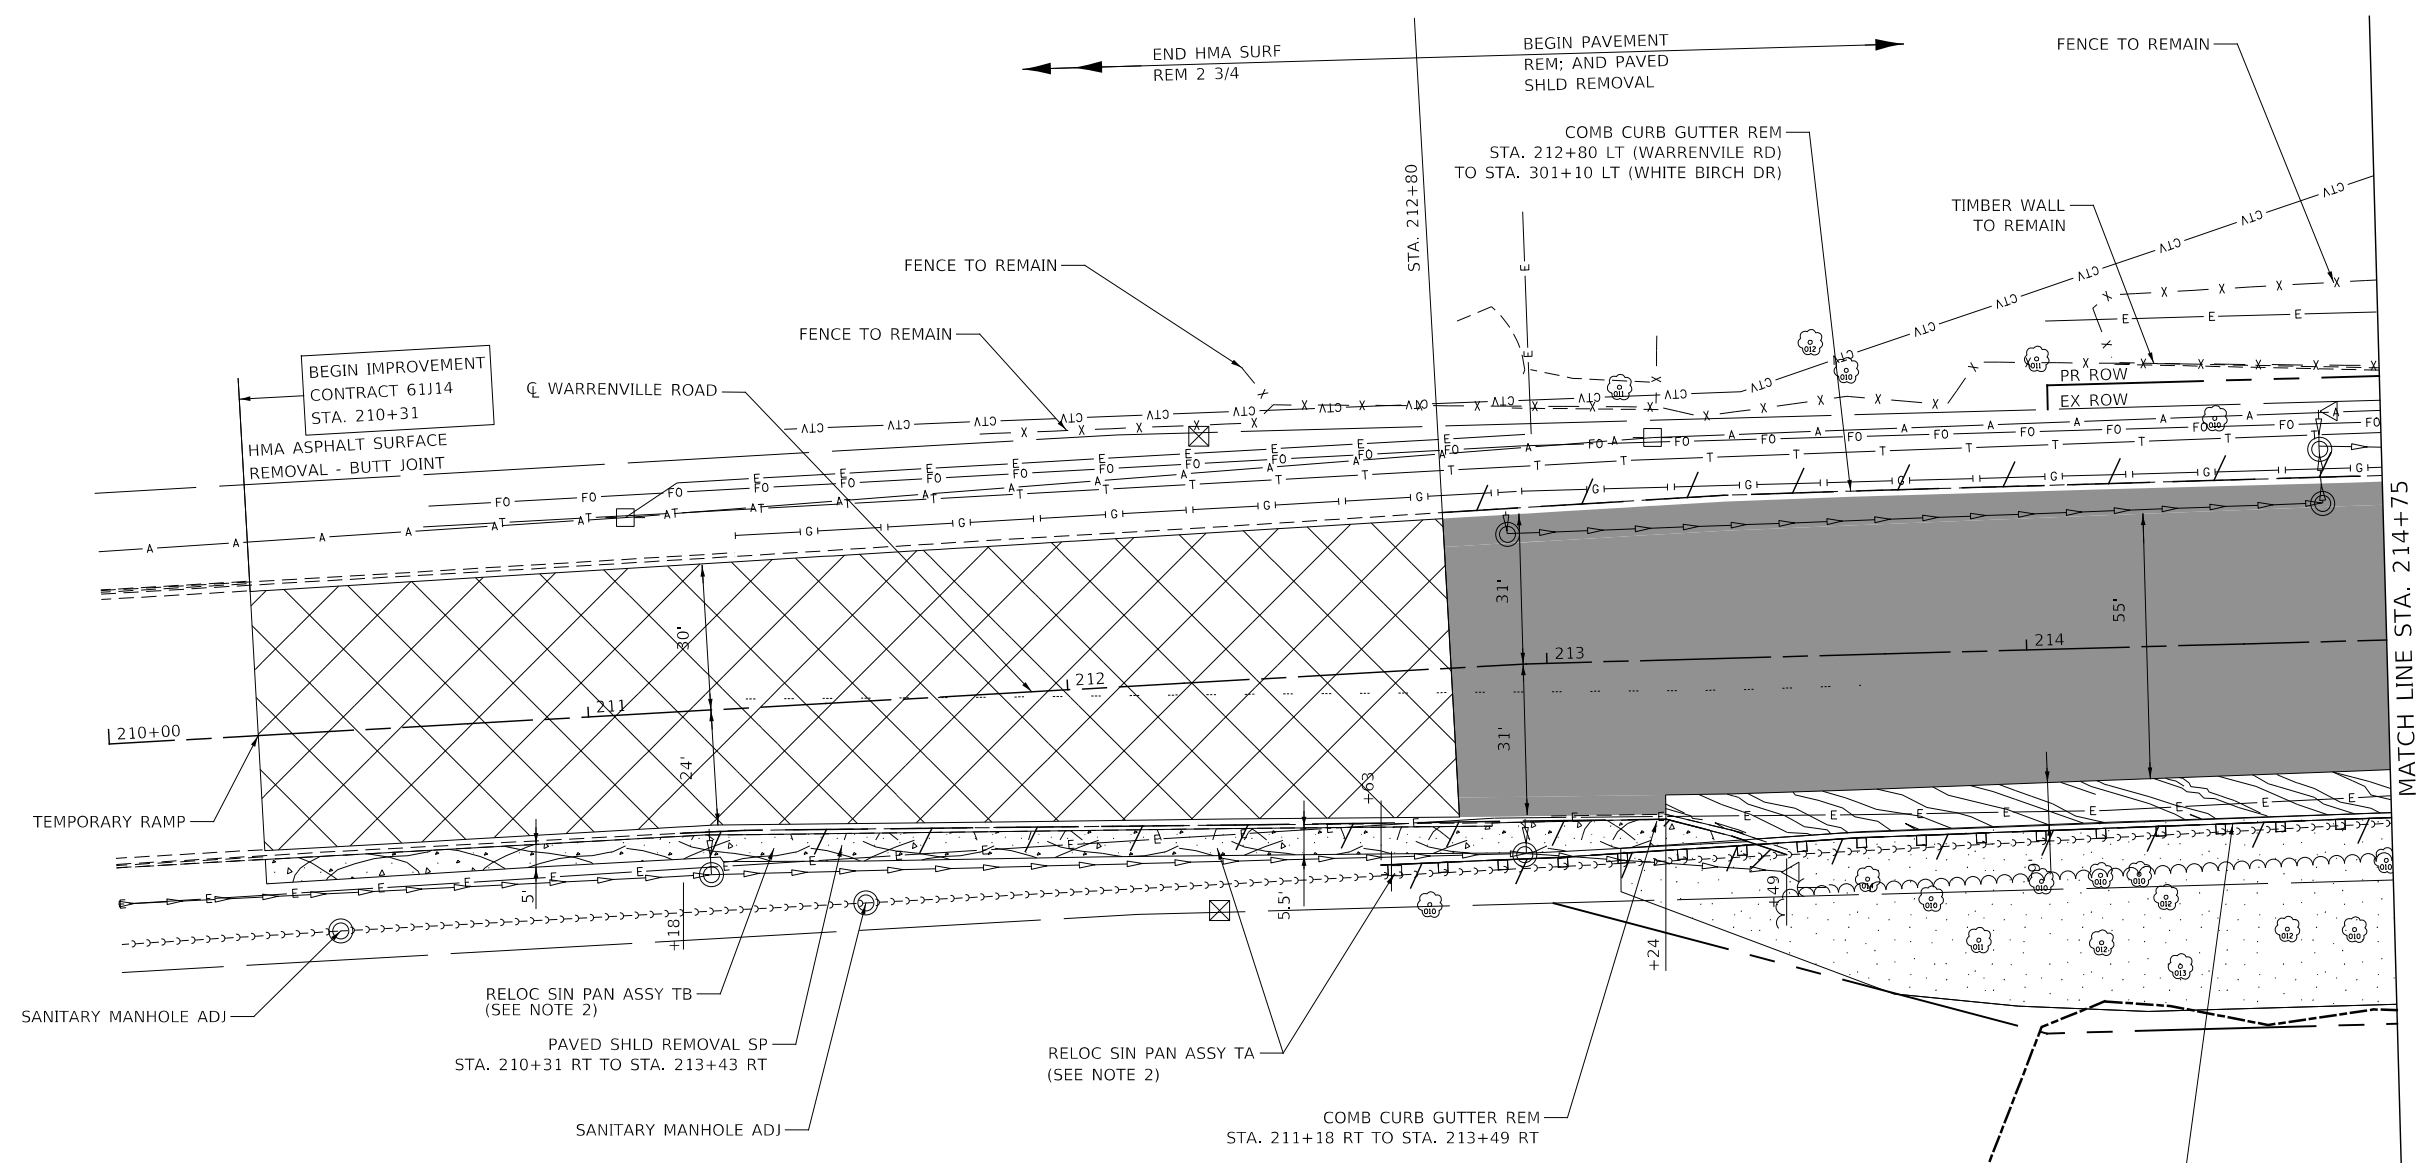 END HMA SURF
REM 2 3/4
BEGIN PAVEMENT
REM; AND PAVED
SHLD REMOVAL
FENCE TO REMAIN
COMB CURB GUTTER REM
STA. 212+80 LT (WARRENVILE RD)
TO STA. 301+10 LT (WHITE BIRCH DR)
STA. 212+80
TIMBER WALL
TO REMAIN
FENCE TO REMAIN
FENCE TO REMAIN
BEGIN IMPROVEMENT
CONTRACT 61J14
STA. 210+31
℄ WARRENVILLE ROAD
HMA ASPHALT SURFACE
REMOVAL - BUTT JOINT
PR ROW
EX ROW
MATCH LINE STA. 214+75
30'
31'
55'
210+00
211
212
213
214
24'
31'
TEMPORARY RAMP
+63
5'
+18
5.5'
+24
+49
SANITARY MANHOLE ADJ
RELOC SIN PAN ASSY TB
(SEE NOTE 2)
PAVED SHLD REMOVAL SP
STA. 210+31 RT TO STA. 213+43 RT
SANITARY MANHOLE ADJ
RELOC SIN PAN ASSY TA
(SEE NOTE 2)
COMB CURB GUTTER REM
STA. 211+18 RT TO STA. 213+49 RT